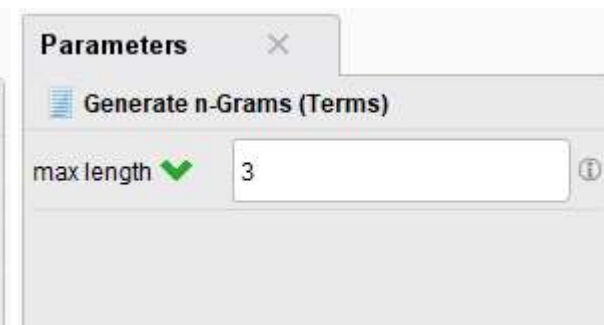 Parameters
Generate n-Grams (Terms)
max length 3